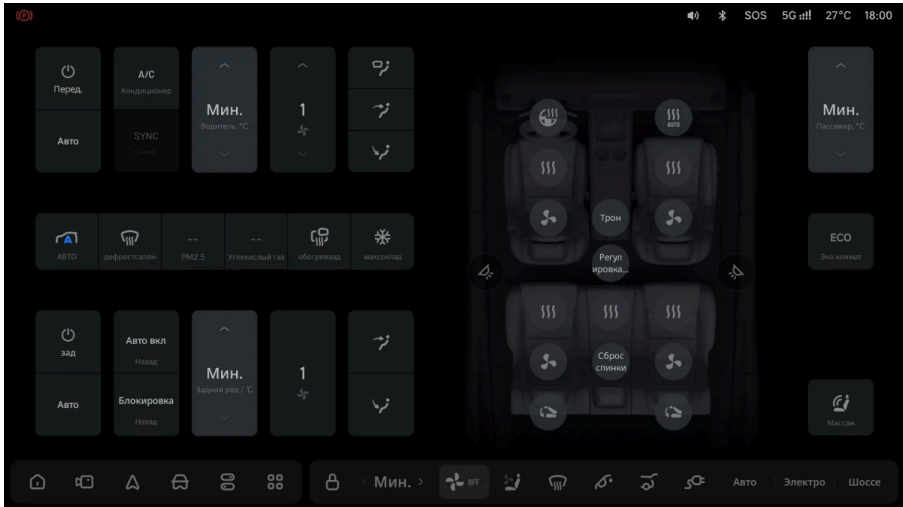 (P)
SOS 5G 27°C 18:00
Перед.
Авто
A/C
Кондиционер
SYNC
Синхр.
Мин.
Водитель, °C
1
AUTO
Мин.
Пассажир, °C
A
АВТО
дефростсалон
--
PM2.5
--
Углекислый газ
обогревзад
максохлад
Трон
Регул
ировка...
ECO
Эко климат
зад
Авто
Авто вкл
Назад
Блокировка
Назад
Мин.
Задний ряд / ℃
1
Сброс
спинки
Массаж
Мин.
OFF
Авто
Электро
Шоссе